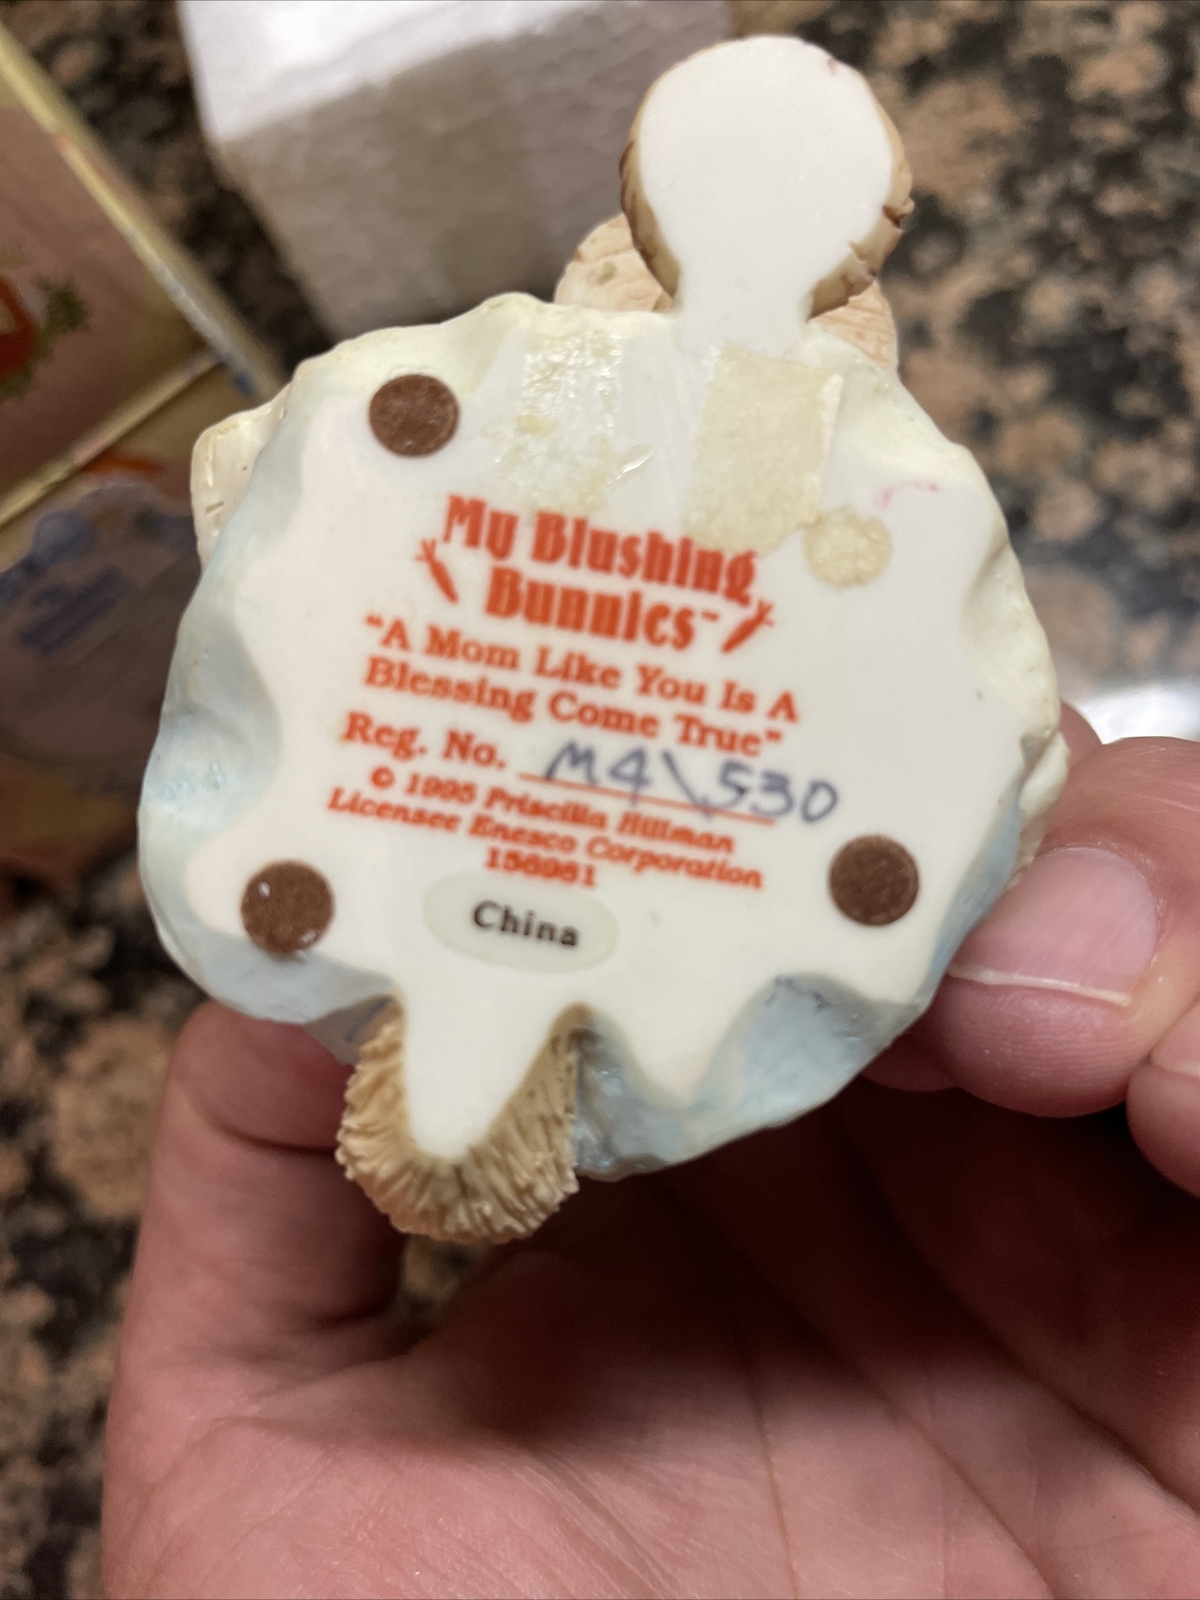 My Blushing
Bunnies™
"A Mom Like You Is A
Blessing Come True"
Reg. No. M4\530
© 1995 Priscilla Hillman
Licensee Enesco Corporation
156981
China